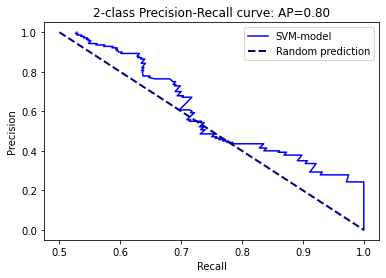 2-class Precision-Recall curve: AP=0.80
SVM-model
Random prediction
Precision
1.0
0.8
0.6
0.4
0.2
0.0
0.5 0.6 0.7 0.8 0.9 1.0
Recall